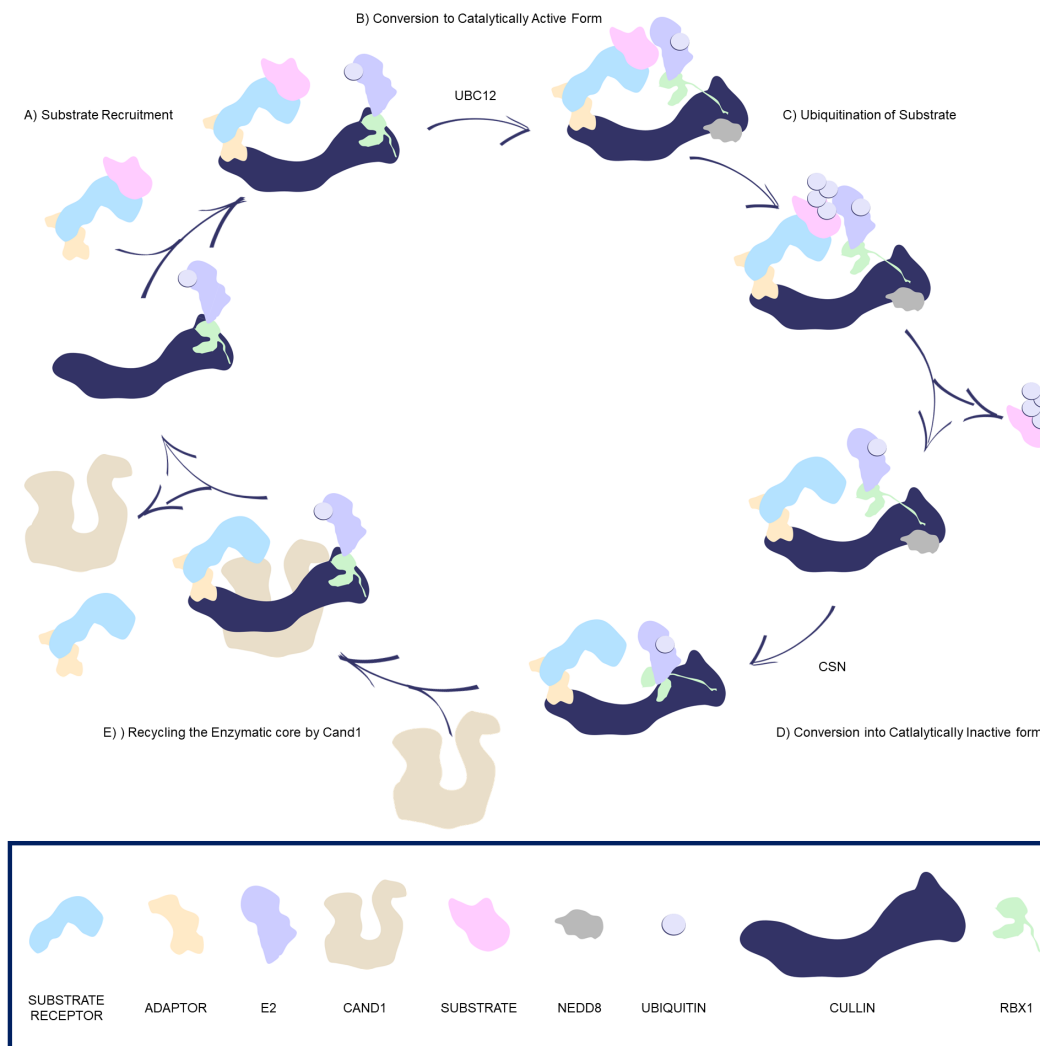 B) Conversion to Catalytically Active Form
A) Substrate Recruitment
UBC12
C) Ubiquitination of Substrate
CSN
D) Conversion into Catlalytically Inactive form
E) ) Recycling the Enzymatic core by Cand1
SUBSTRATE
RECEPTOR
ADAPTOR
E2
CAND1
SUBSTRATE
NEDD8
UBIQUITIN
CULLIN
RBX1